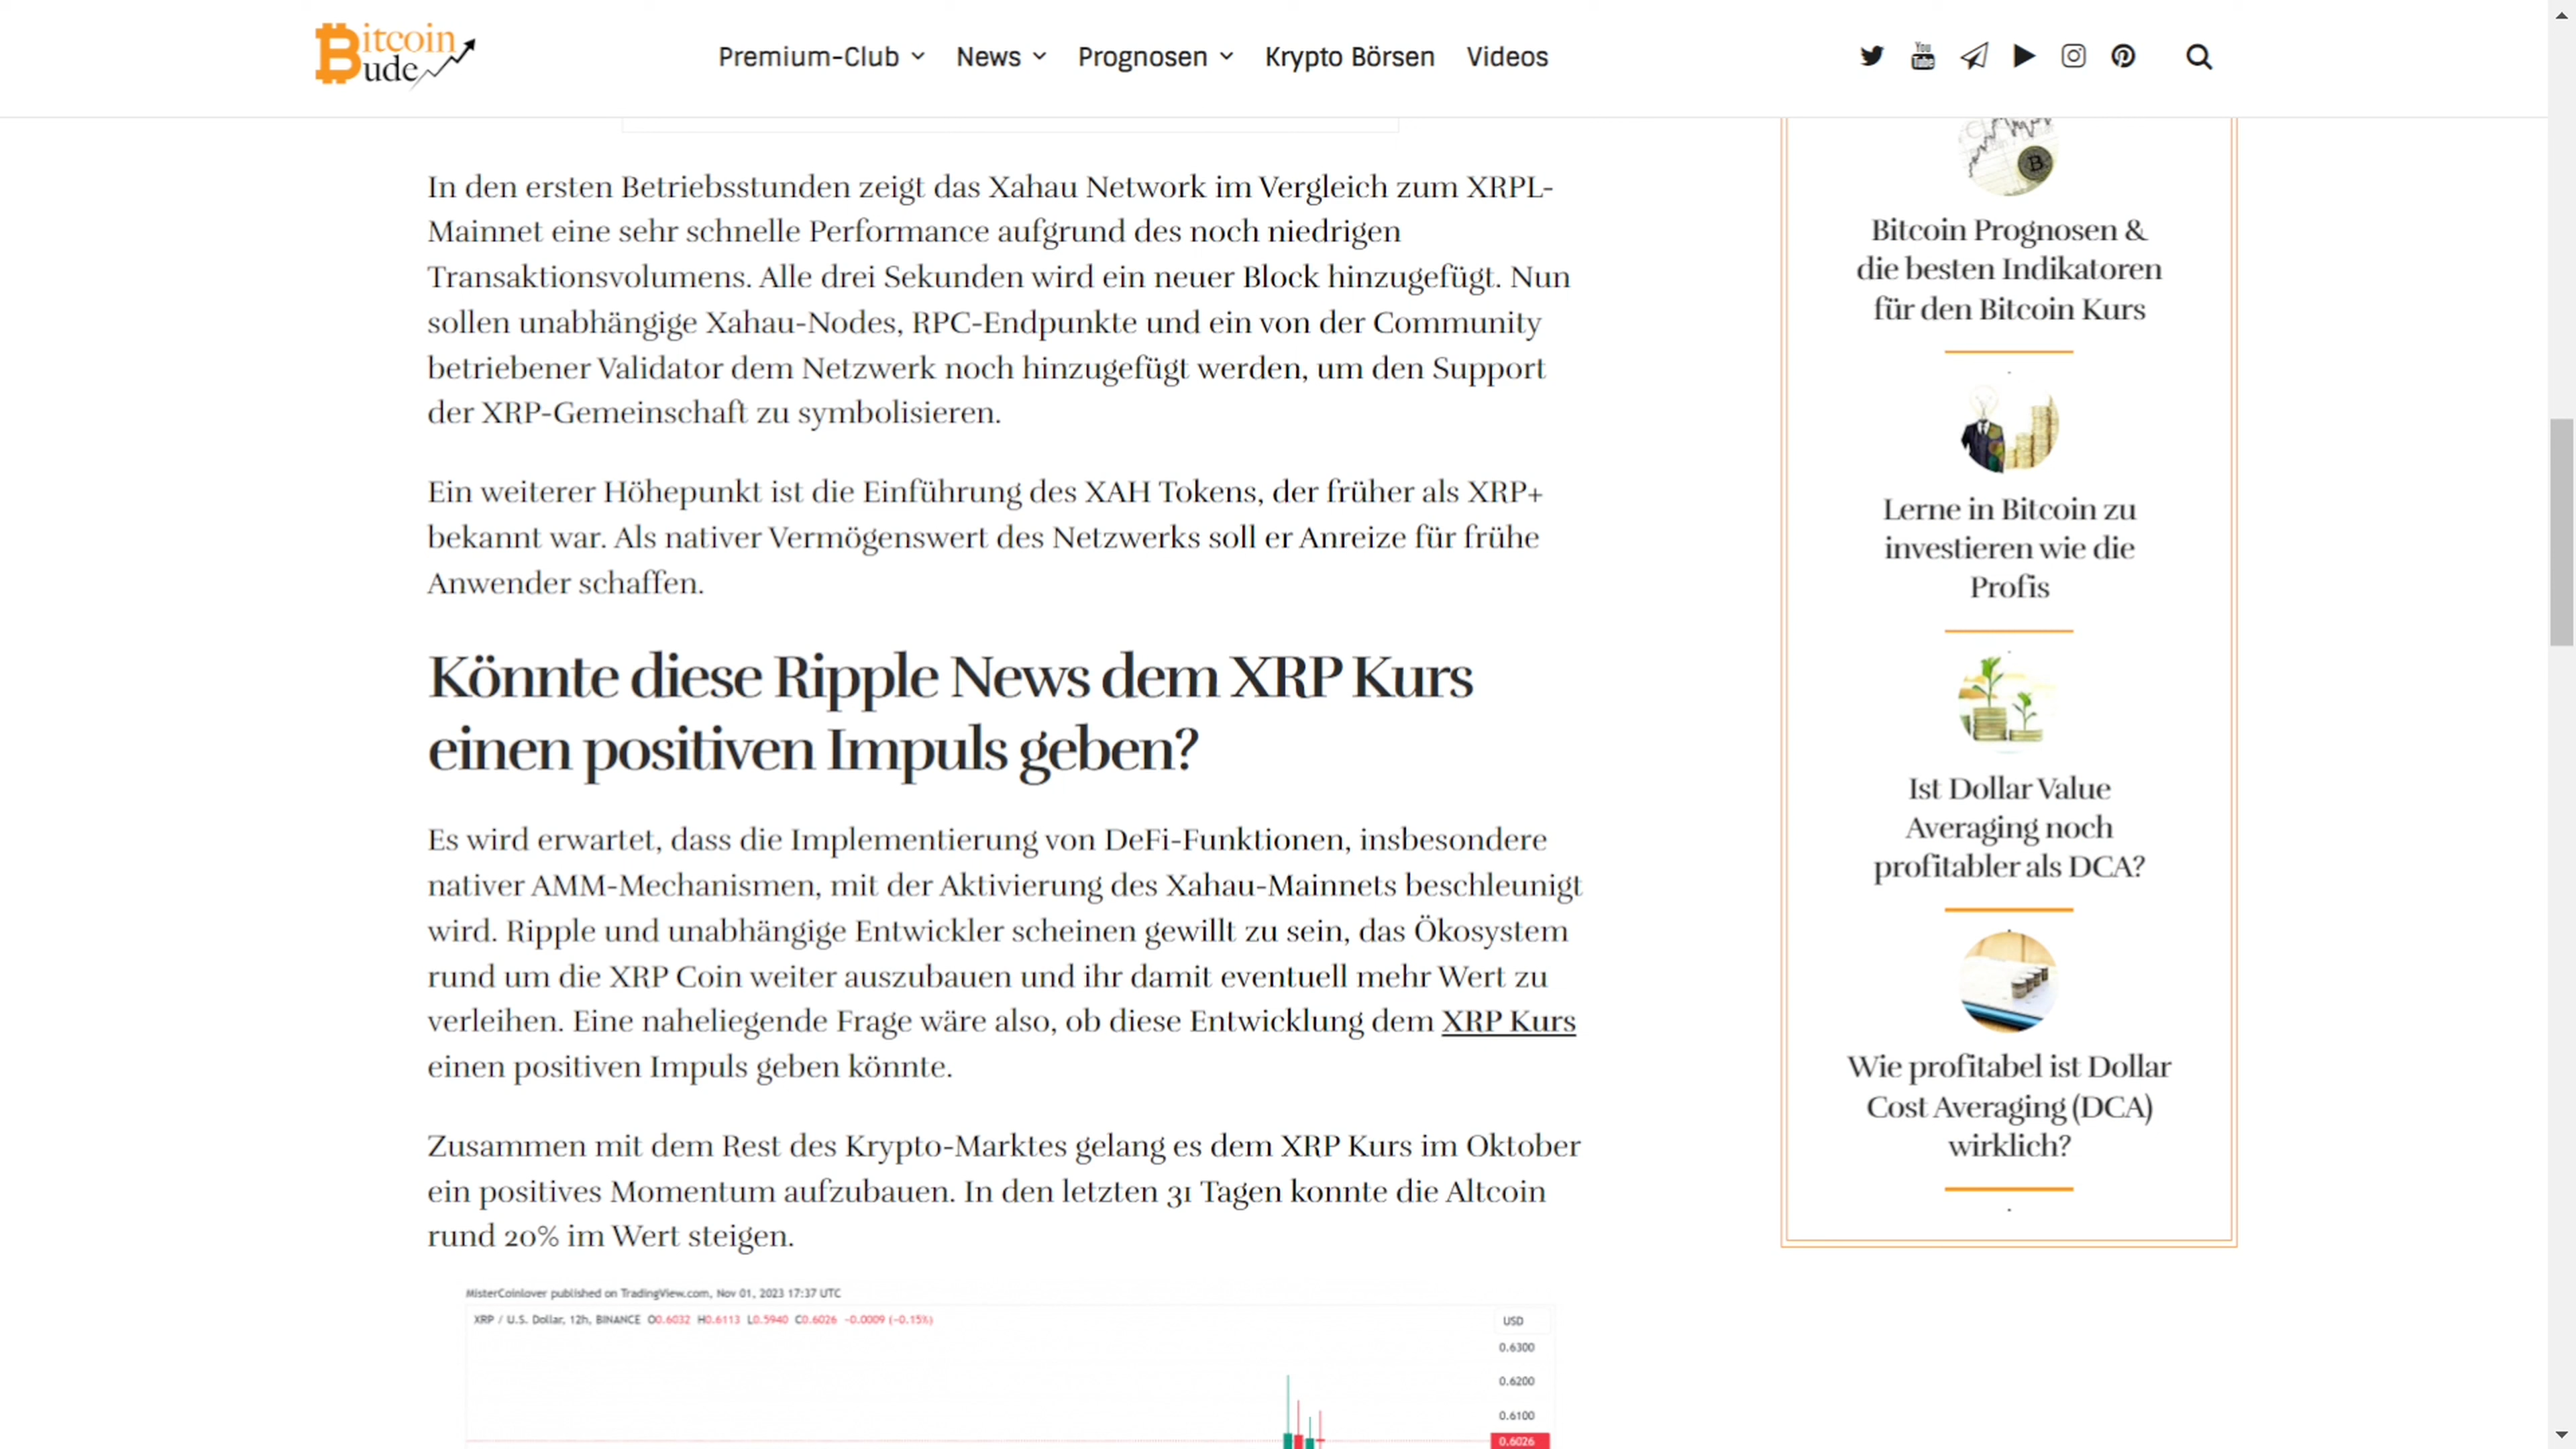 Bitcoin
Bude
Premium-Club
News
Prognosen
Krypto Börsen
Videos
You
Tube
In den ersten Betriebsstunden zeigt das Xahau Network im Vergleich zum XRPL-
Mainnet eine sehr schnelle Performance aufgrund des noch niedrigen
Transaktionsvolumens. Alle drei Sekunden wird ein neuer Block hinzugefügt. Nun
sollen unabhängige Xahau-Nodes, RPC-Endpunkte und ein von der Community
betriebener Validator dem Netzwerk noch hinzugefügt werden, um den Support
der XRP-Gemeinschaft zu symbolisieren.
Ein weiterer Höhepunkt ist die Einführung des XAH Tokens, der früher als XRP+
bekannt war. Als nativer Vermögenswert des Netzwerks soll er Anreize für frühe
Anwender schaffen.
Könnte diese Ripple News dem XRP Kurs
einen positiven Impuls geben?
Es wird erwartet, dass die Implementierung von DeFi-Funktionen, insbesondere
nativer AMM-Mechanismen, mit der Aktivierung des Xahau-Mainnets beschleunigt
wird. Ripple und unabhängige Entwickler scheinen gewillt zu sein, das Ökosystem
rund um die XRP Coin weiter auszubauen und ihr damit eventuell mehr Wert zu
verleihen. Eine naheliegende Frage wäre also, ob diese Entwicklung dem XRP Kurs
einen positiven Impuls geben könnte.
Zusammen mit dem Rest des Krypto-Marktes gelang es dem XRP Kurs im Oktober
ein positives Momentum aufzubauen. In den letzten 31 Tagen konnte die Altcoin
rund 20% im Wert steigen.
MisterCoinlover published on TradingView.com, Nov 01, 2023 17:37 UTC
XRP / U.S. Dollar, 12h, BINANCE O0.6032 H0.6113 L0.5940 C0.6026 -0.0009 (-0.15%)
USD
0.6300
0.6200
0.6100
0.6026
Bitcoin Prognosen &
die besten Indikatoren
für den Bitcoin Kurs
Lerne in Bitcoin zu
investieren wie die
Profis
Ist Dollar Value
Averaging noch
profitabler als DCA?
Wie profitabel ist Dollar
Cost Averaging (DCA)
wirklich?